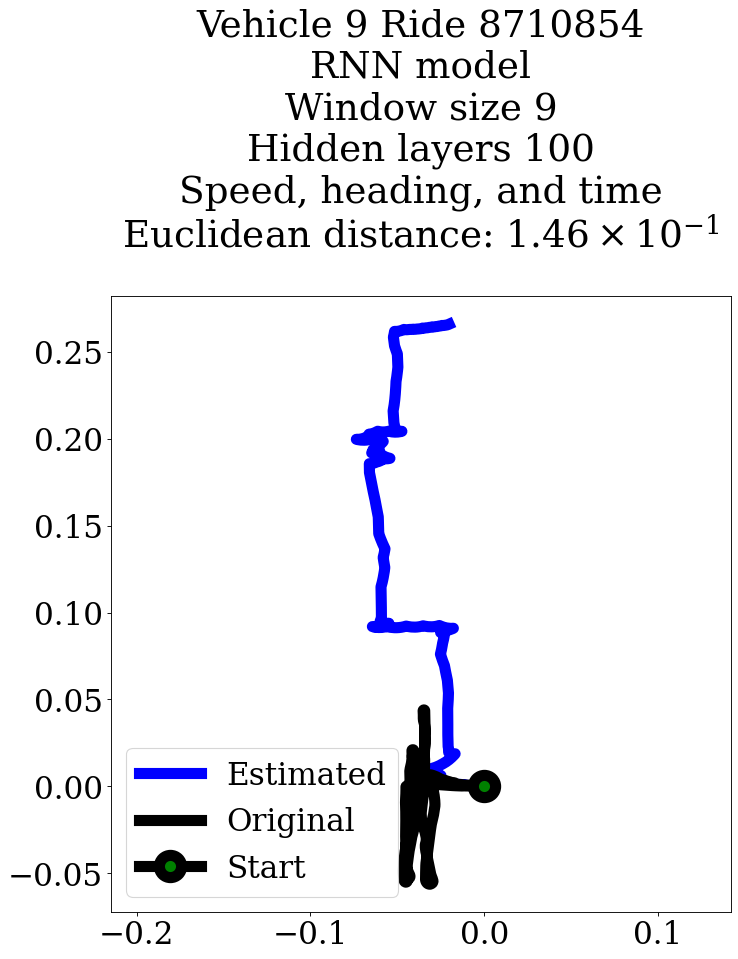 Vehicle 9 Ride 8710854
RNN model
Window size 9
Hidden layers 100
Speed, heading, and time
Euclidean distance: 1.46 × 10⁻¹
0.25
0.20
0.15
0.10
0.05
0.00
−0.05
Estimated
Original
Start
−0.2 −0.1 0.0 0.1